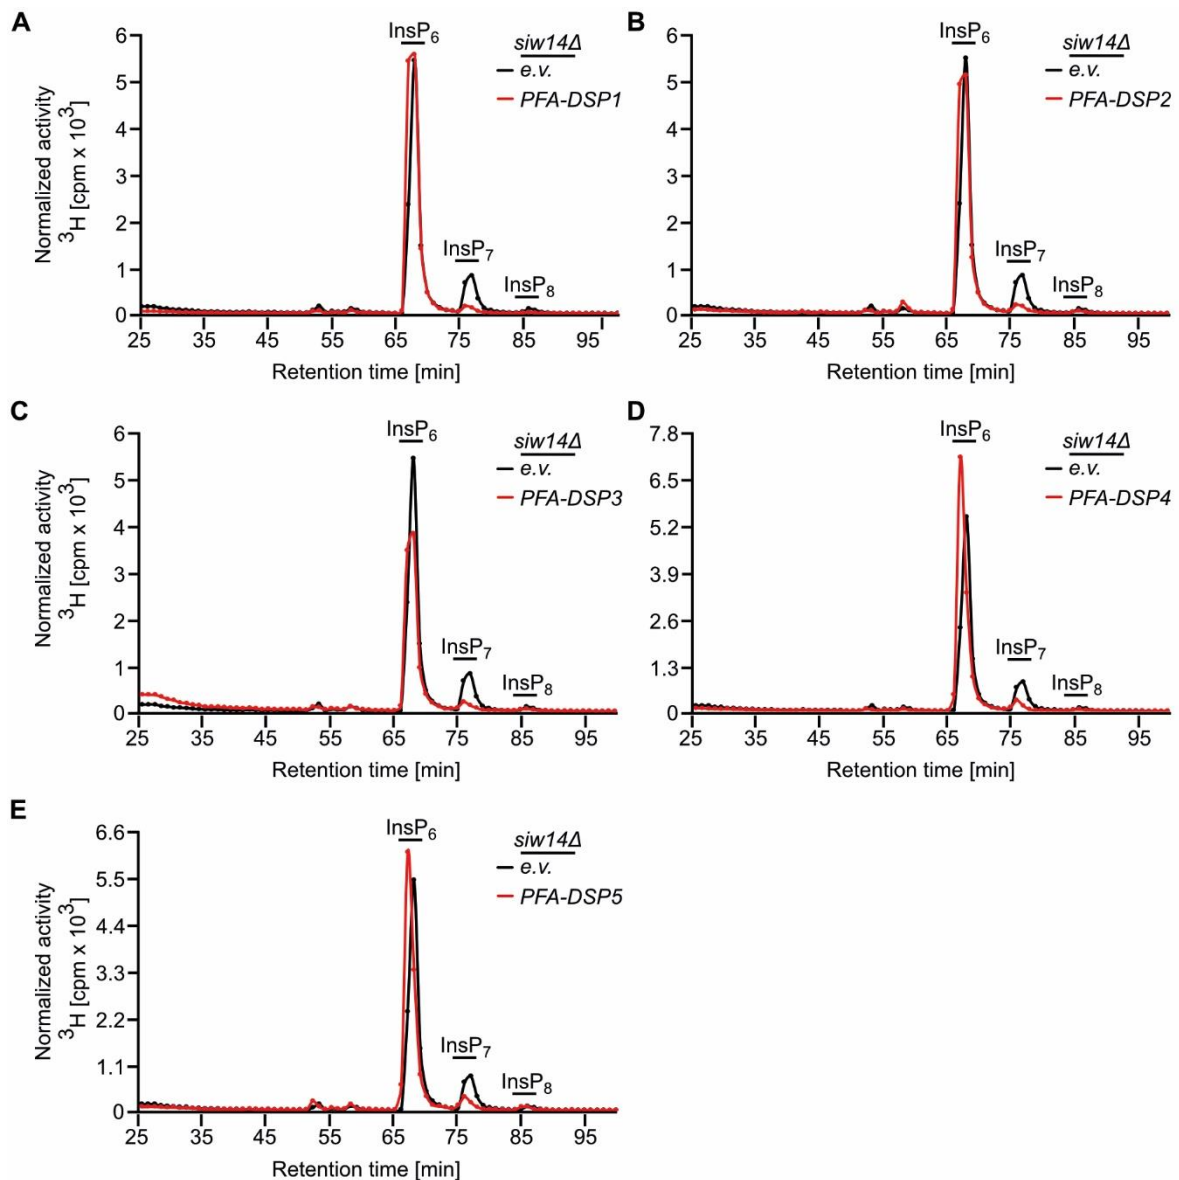 A
Normalized activity
³H [cpm x 10³]
6
5
4
3
2
1
0
InsP₆
InsP₇
InsP₈
siw14Δ
e.v.
PFA-DSP1
25 35 45 55 65 75 85 95
Retention time [min]
B
6
5
4
3
2
1
0
InsP₆
InsP₇
InsP₈
siw14Δ
e.v.
PFA-DSP2
25 35 45 55 65 75 85 95
Retention time [min]
C
Normalized activity
³H [cpm x 10³]
6
5
4
3
2
1
0
InsP₆
InsP₇
InsP₈
siw14Δ
e.v.
PFA-DSP3
25 35 45 55 65 75 85 95
Retention time [min]
D
7.8
6.5
5.2
3.9
2.6
1.3
0
InsP₆
InsP₇
InsP₈
siw14Δ
e.v.
PFA-DSP4
25 35 45 55 65 75 85 95
Retention time [min]
E
Normalized activity
³H [cpm x 10³]
6.6
5.5
4.4
3.3
2.2
1.1
0
InsP₆
InsP₇
InsP₈
siw14Δ
e.v.
PFA-DSP5
25 35 45 55 65 75 85 95
Retention time [min]